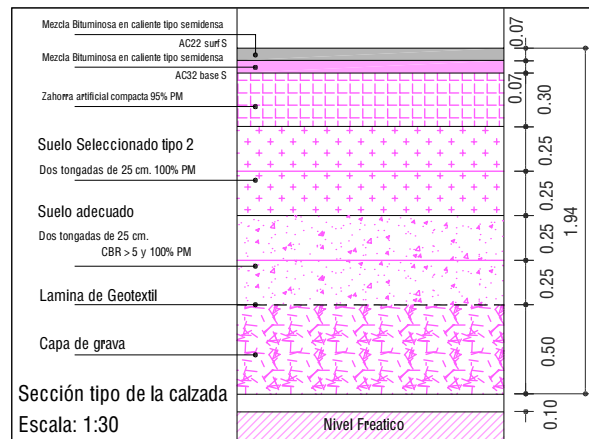 Mezcla Bituminosa en caliente tipo semidensa
AC22 surf S
Mezcla Bituminosa en caliente tipo semidensa
AC32 base S
Zahorra artificial compacta 95% PM
Suelo Seleccionado tipo 2
Dos tongadas de 25 cm. 100% PM
Suelo adecuado
Dos tongadas de 25 cm.
CBR > 5 y 100% PM
Lamina de Geotextil
Capa de grava
Sección tipo de la calzada
Escala: 1:30
Nivel Freatico
0.07
0.07
0.30
0.25
0.25
0.25
0.25
0.50
0.10
1.94